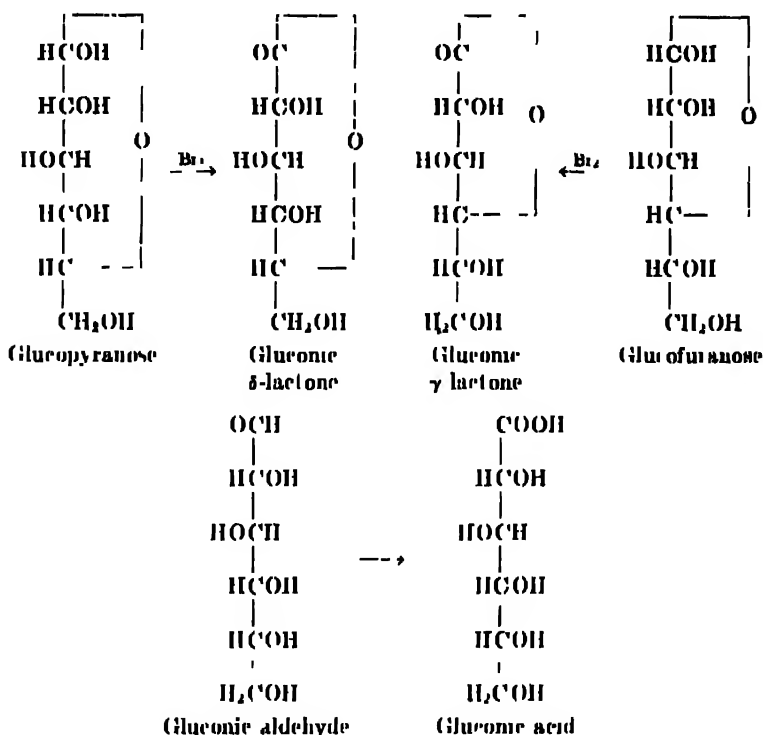 HCOH OC OC HCOH
HCOH HCOH HCOH HCOH
O O O O
HOCH Br₂ HOCH HOCH Br₂ HOCH
HCOH HCOH HC HC
HC HC HCOH HCOH
CH₂OH CH₂OH H₂COH CH₂OH
Glucopyranose Gluconic Gluconic Glucofuranose
δ-lactone γ lactone
OCH COOH
HCOH HCOH
HOCH HOCH
HCOH HCOH
HCOH HCOH
H₂COH H₂COH
Gluconic aldehyde Gluconic acid